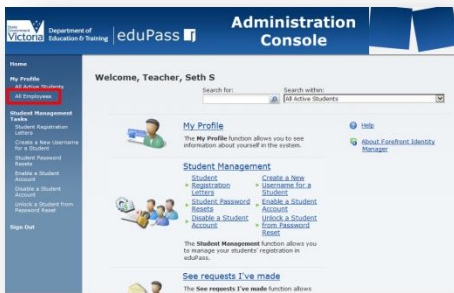 State Government
Victoria
Department of
Education & Training
eduPass
Administration
Console
Home
My Profile
All Active Students
All Employees
Student Management
Tasks
Student Registration
Letters
Create a New Username
for a Student
Student Password
Resets
Enable a Student
Account
Disable a Student
Account
Unlock a Student from
Password Reset
Sign Out
Welcome, Teacher, Seth S
Search for:
Search within:
All Active Students
My Profile
The My Profile function allows you to see
information about yourself in the system.
Student Management
Student
Registration
Letters
Create a New
Username for a
Student
Student Password
Resets
Enable a Student
Account
Disable a Student
Account
Unlock a Student
from Password
Reset
The Student Management function allows you
to manage your students' registration in
eduPass.
See requests I've made
The See requests I've made function allows
Help
About Forefront Identity
Manager